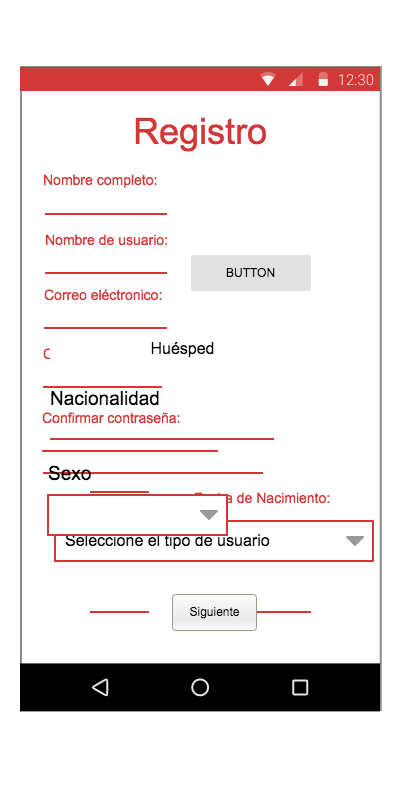 12:30
Registro
Nombre completo:
Nombre de usuario:
BUTTON
Correo eléctronico:
Huésped
C
Nacionalidad
Confirmar contraseña:
Sexo
de Nacimiento:
Seleccione el tipo de usuario
Siguiente